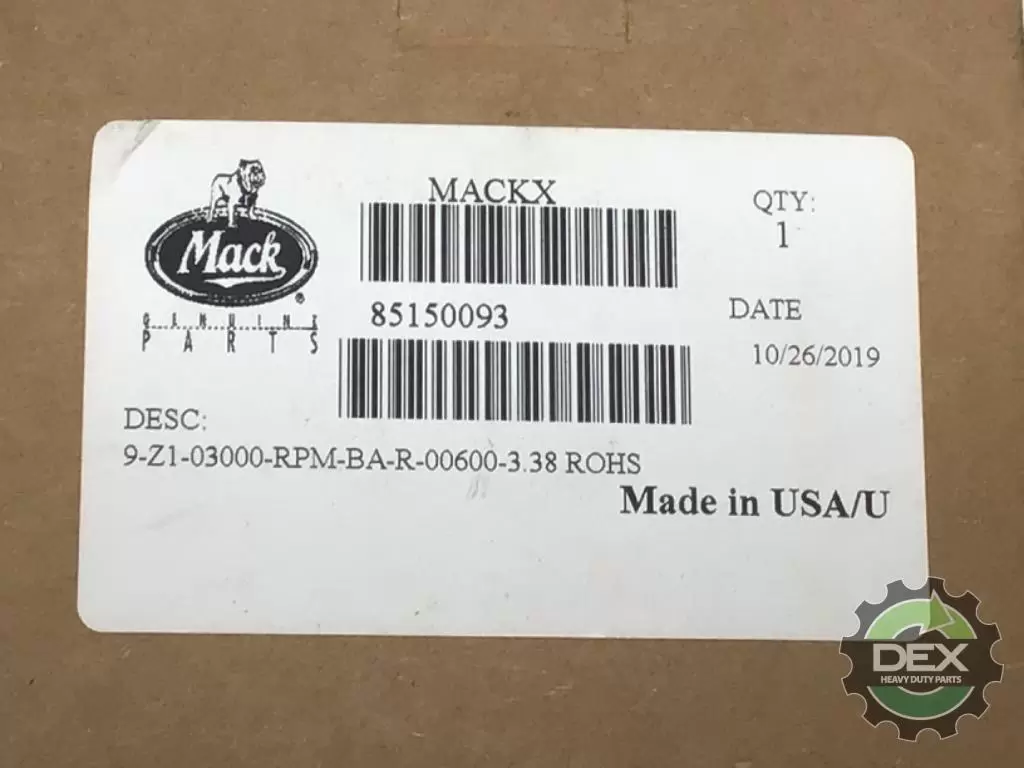 Mack
®
GENUINE
PARTS
MACKX
85150093
QTY:
1
DATE
10/26/2019
DESC:
9-Z1-03000-RPM-BA-R-00600-3.38 ROHS
Made in USA/U
DEX
HEAVY DUTY PARTS